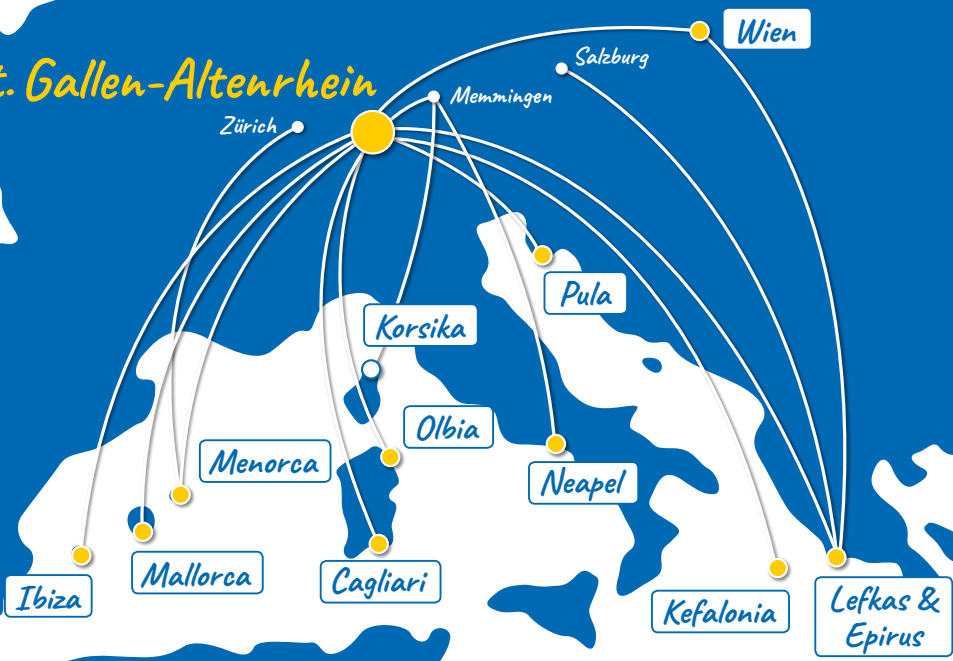 Wien
Salzburg
t. Gallen-Altenrhein
Memmingen
Zürich
Pula
Korsika
Olbia
Menorca
Neapel
Mallorca
Cagliari
Ibiza
Kefalonia
Lefkas &
Epirus